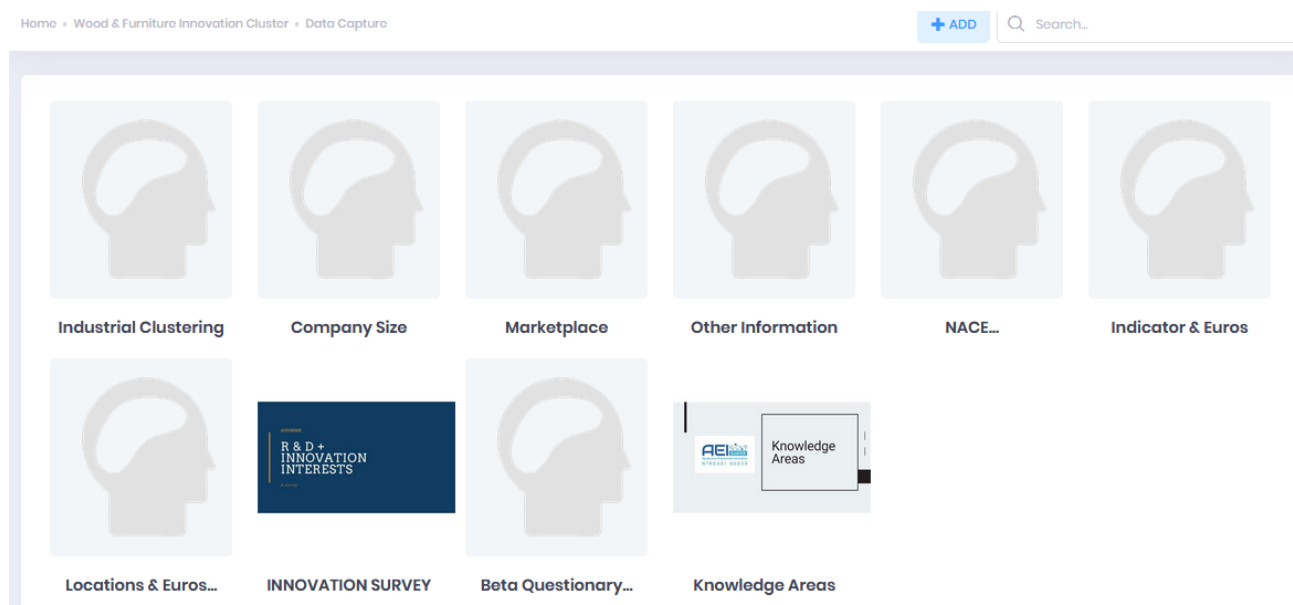 Home • Wood & Furniture Innovation Cluster • Data Capture
+ ADD
Search...
Industrial Clustering
Company Size
Marketplace
Other Information
NACE...
Indicator & Euros
R & D +
INNOVATION
INTERESTS
AEI
Knowledge
Areas
Locations & Euros...
INNOVATION SURVEY
Beta Questionary...
Knowledge Areas